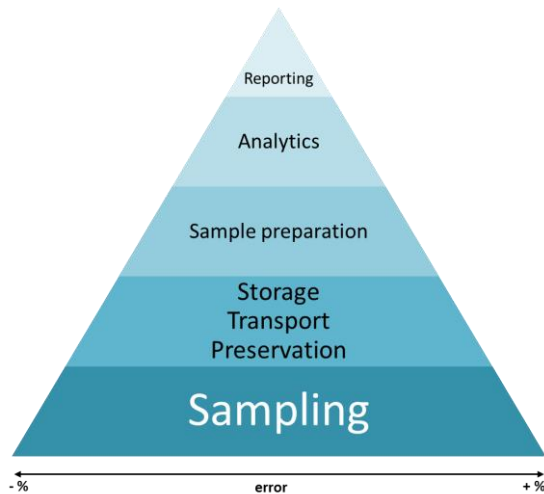 Reporting
Analytics
Sample preparation
Storage
Transport
Preservation
Sampling
- % error + %